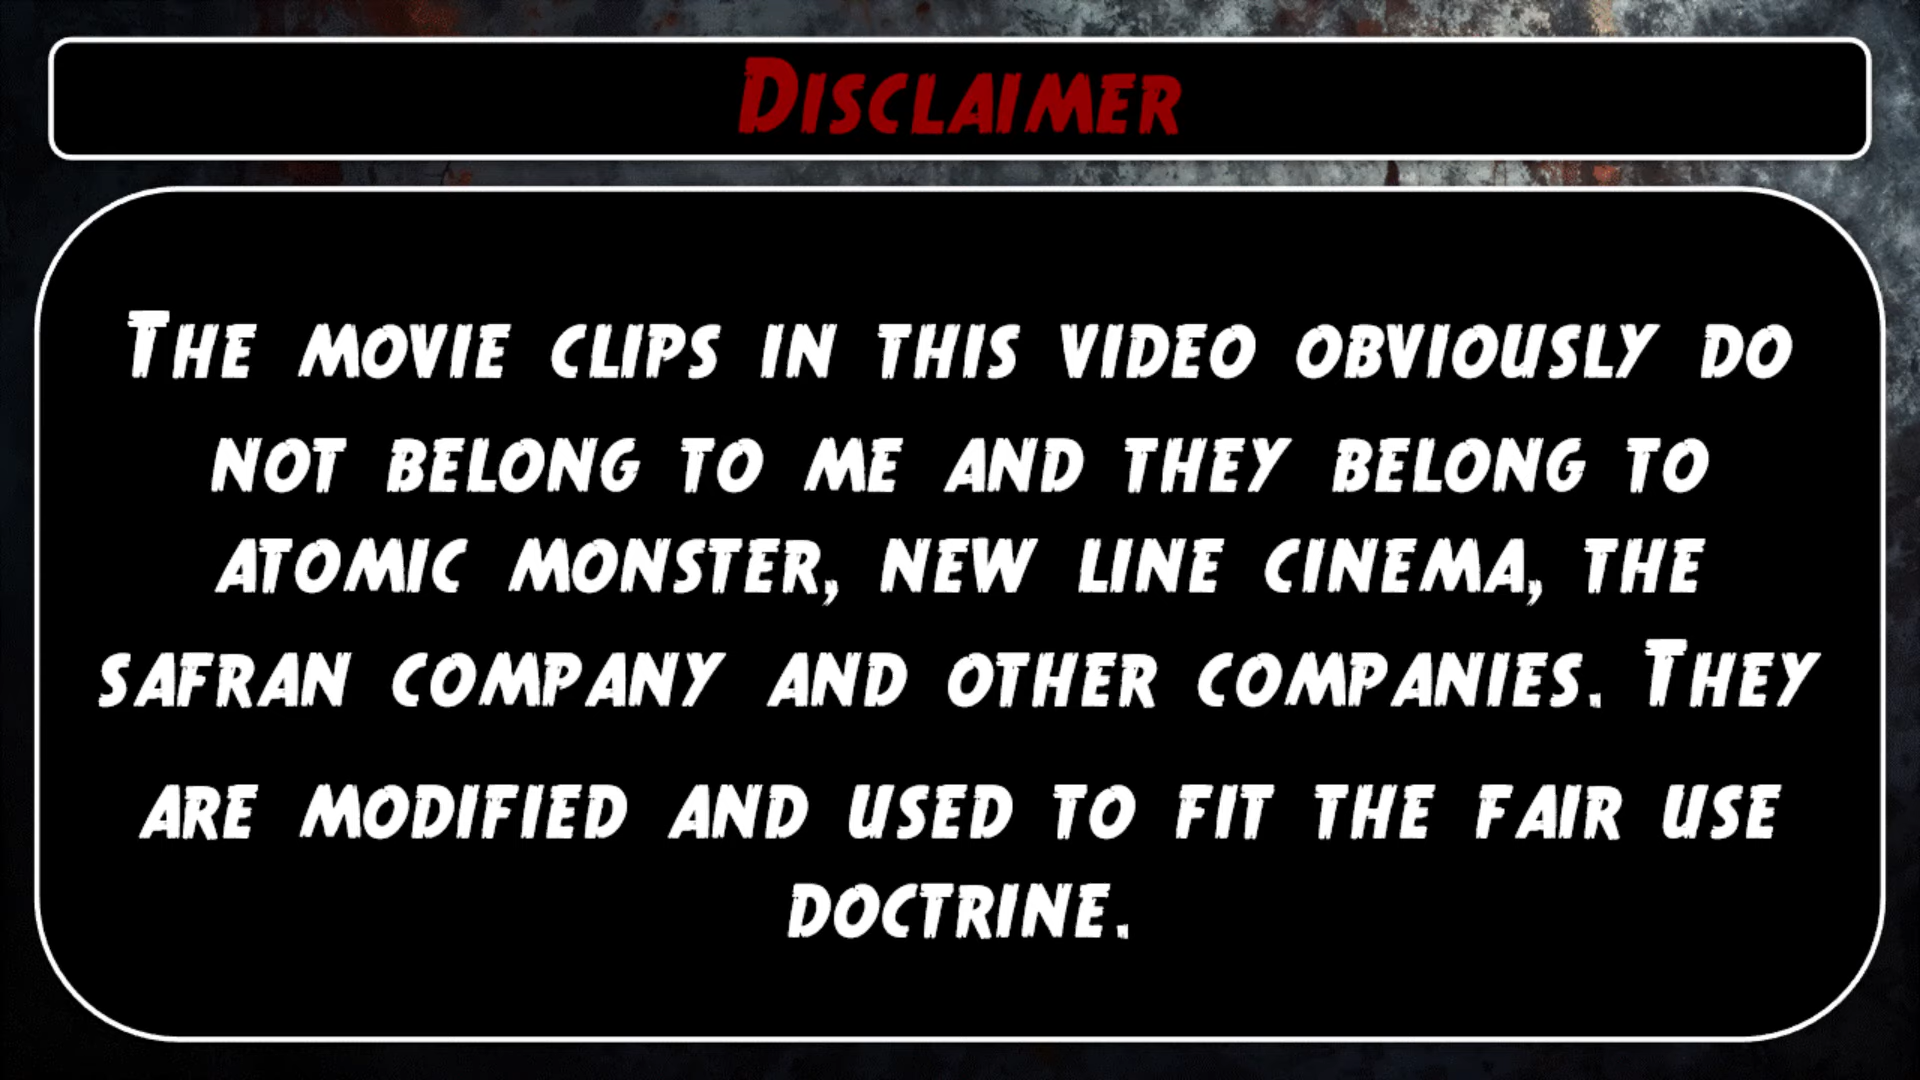 Disclaimer
The movie clips in this video obviously do
not belong to me and they belong to
atomic monster, new line cinema, the
safran company and other companies. They
are modified and used to fit the fair use
doctrine.